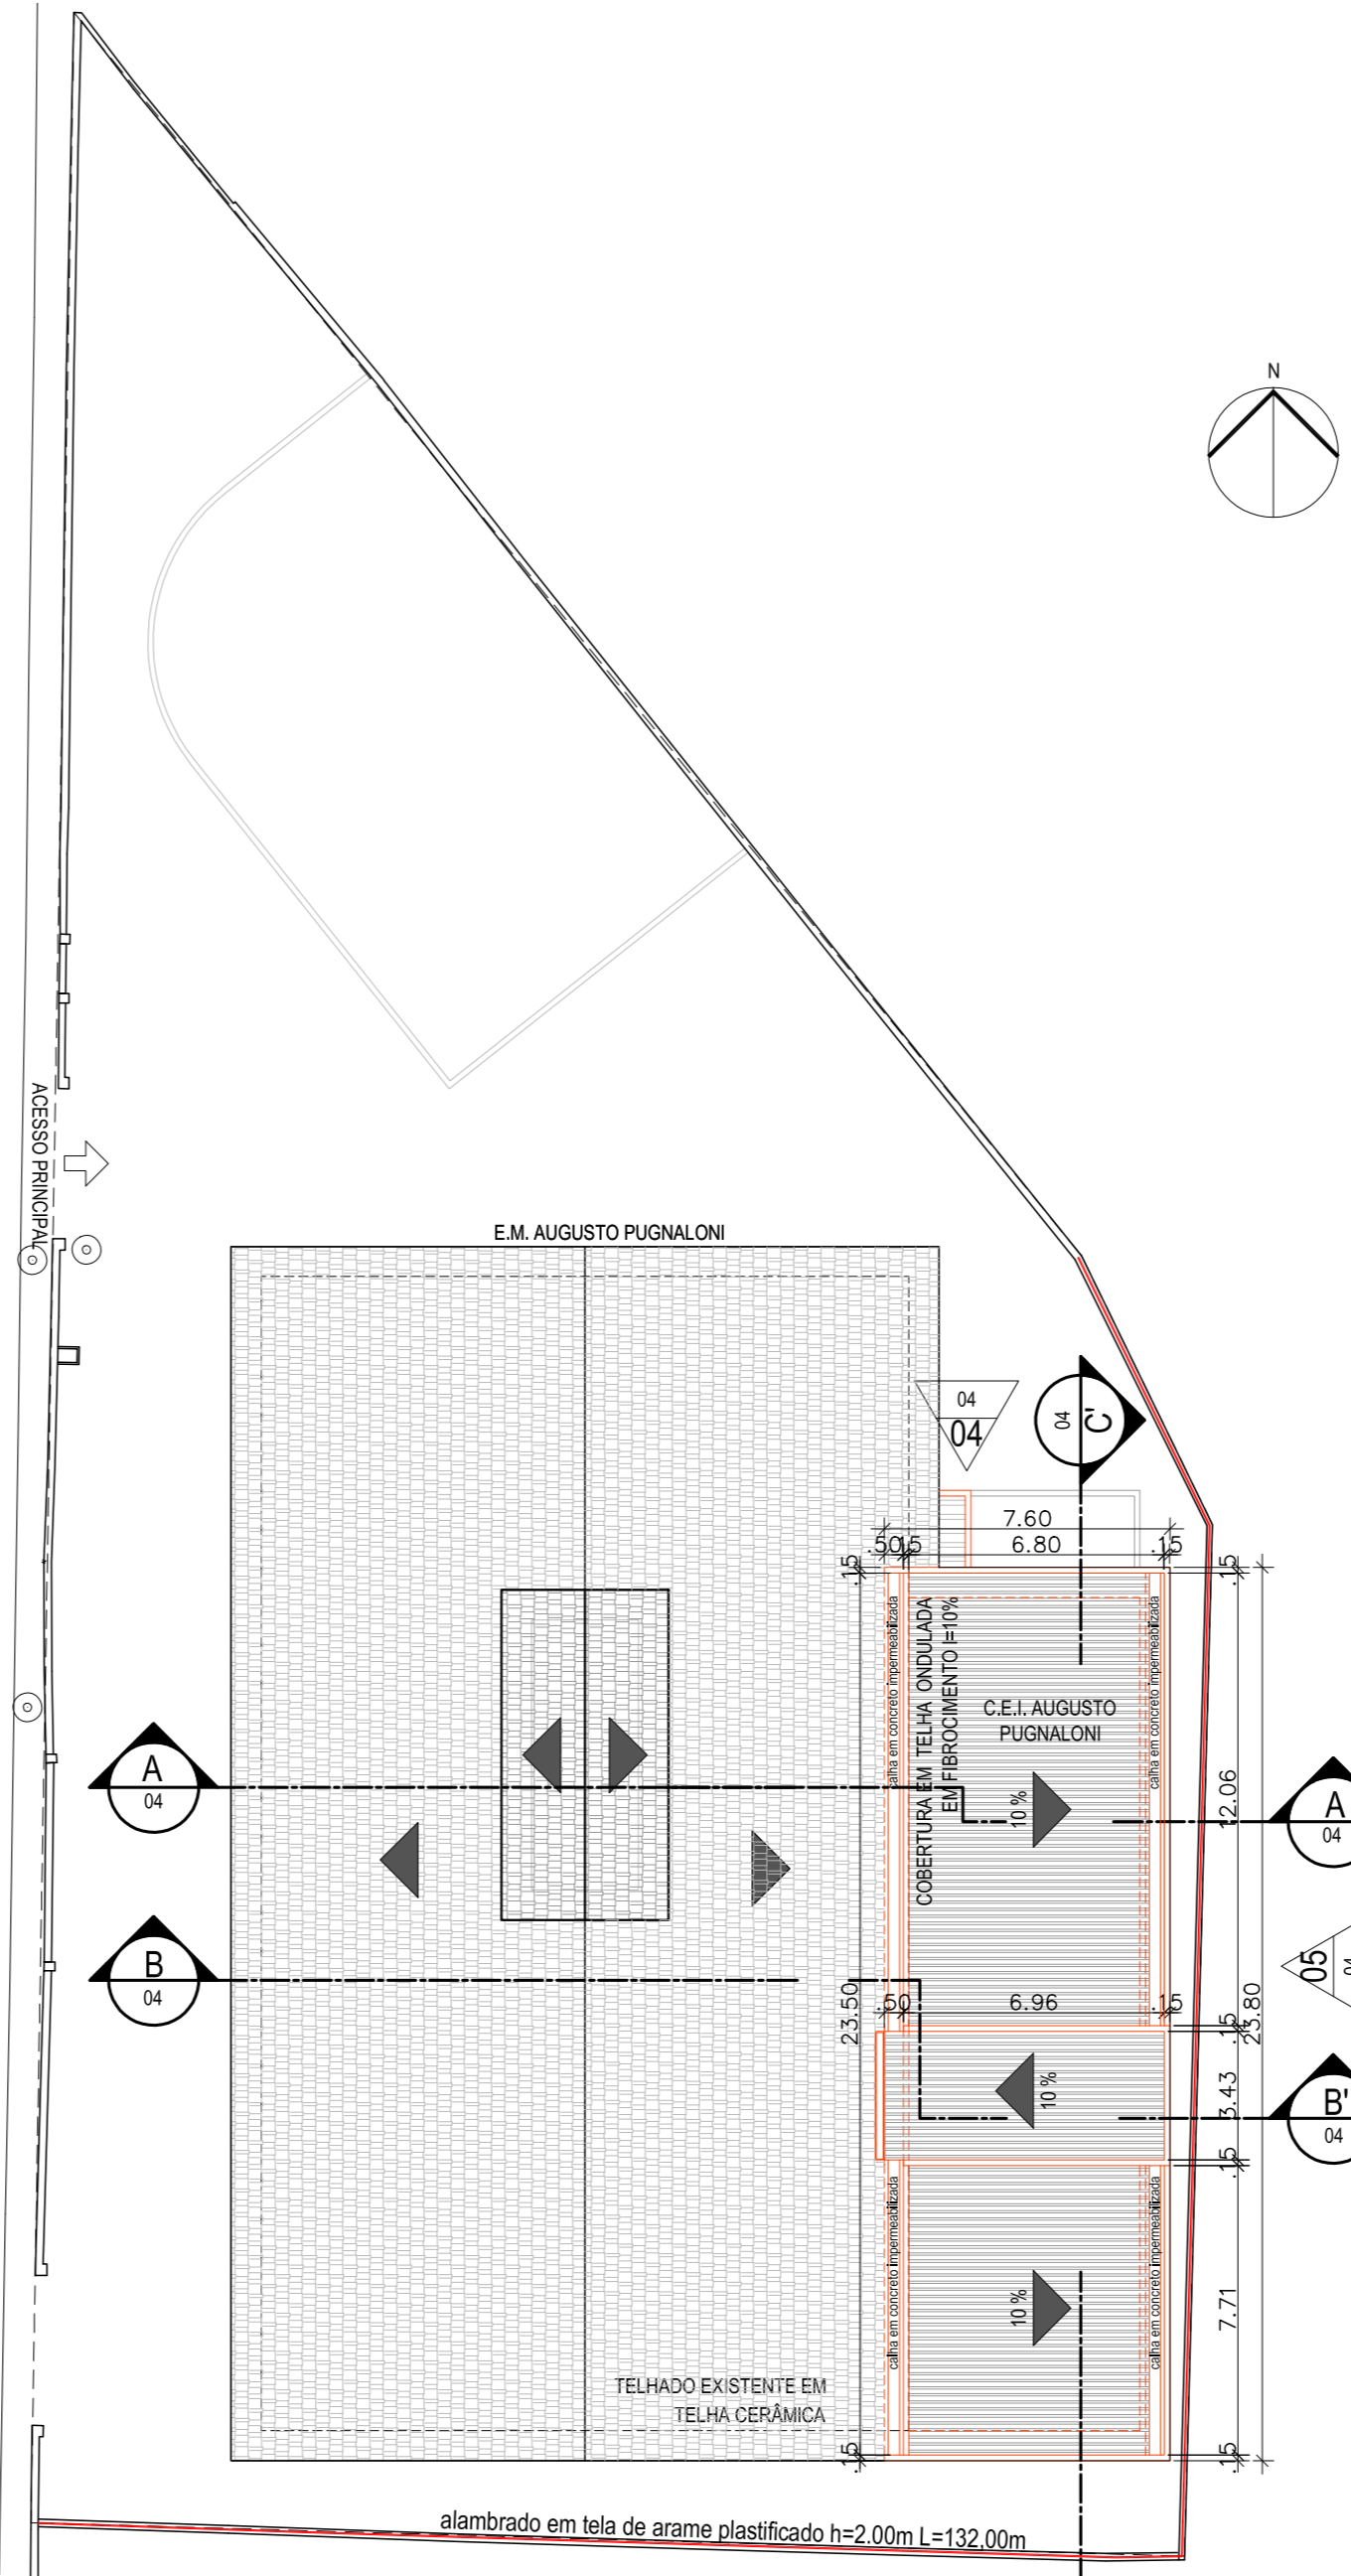 N
ACESSO PRINCIPAL
E.M. AUGUSTO PUGNALONI
04
04
04
C'
7.60
.50
.15
6.80
.15
.15
.15
calha em concreto impermeabilizada
COBERTURA EM TELHA ONDULADA
EM FIBROCIMENTO I=10%
calha em concreto impermeabilizada
C.E.I. AUGUSTO
PUGNALONI
10 %
12.06
A
04
A
04
B
04
05
04
23.50
.50
6.96
.15
.15
23.80
10 %
3.43
B'
04
.15
calha em concreto impermeabilizada
calha em concreto impermeabilizada
10 %
7.71
TELHADO EXISTENTE EM
TELHA CERÂMICA
.15
.15
alambrado em tela de arame plastificado h=2.00m L=132,00m